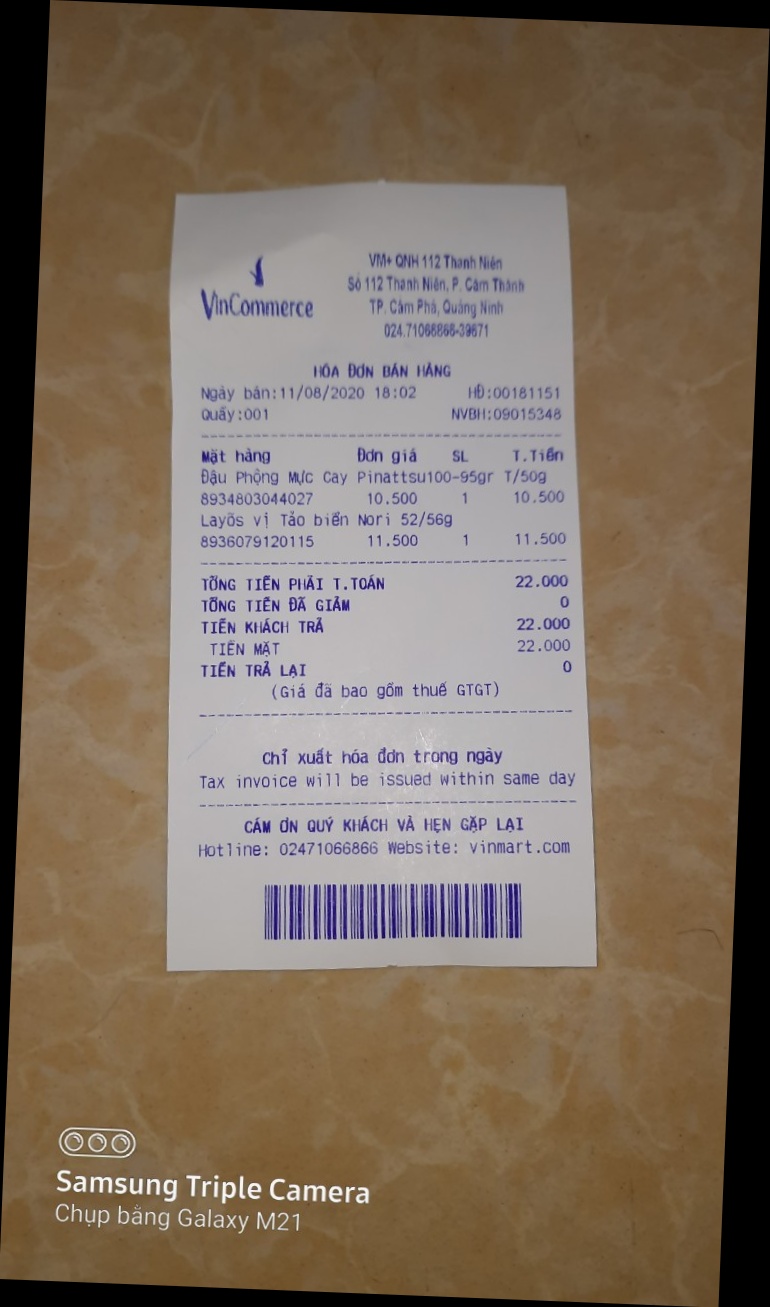 VinCommerce
VM+ QNH 112 Thanh Niên
Số 112 Thanh Niên, P. Cẩm Thành
TP. Cẩm Phả, Quảng Ninh
024.71066866-39671
HÓA ĐƠN BÁN HÀNG
Ngày bán:11/08/2020 18:02 HĐ:00181151
Quầy:001 NVBH:09015348
Mặt hàng Đơn giá SL T.Tiền
Đậu Phộng Mực Cay Pinattsu100-95gr T/50g
8934803044027 10.500 1 10.500
Layõs vị Tảo biển Nori 52/56g
8936079120115 11.500 1 11.500
TỔNG TIỀN PHẢI T.TOÁN 22.000
TỔNG TIỀN ĐÃ GIẢM 0
TIỀN KHÁCH TRẢ 22.000
TIỀN MẶT 22.000
TIỀN TRẢ LẠI 0
(Giá đã bao gồm thuế GTGT)
Chỉ xuất hóa đơn trong ngày
Tax invoice will be issued within same day
CẢM ƠN QUÝ KHÁCH VÀ HẸN GẶP LẠI
Hotline: 02471066866 Website: vinmart.com
Samsung Triple Camera
Chụp bằng Galaxy M21